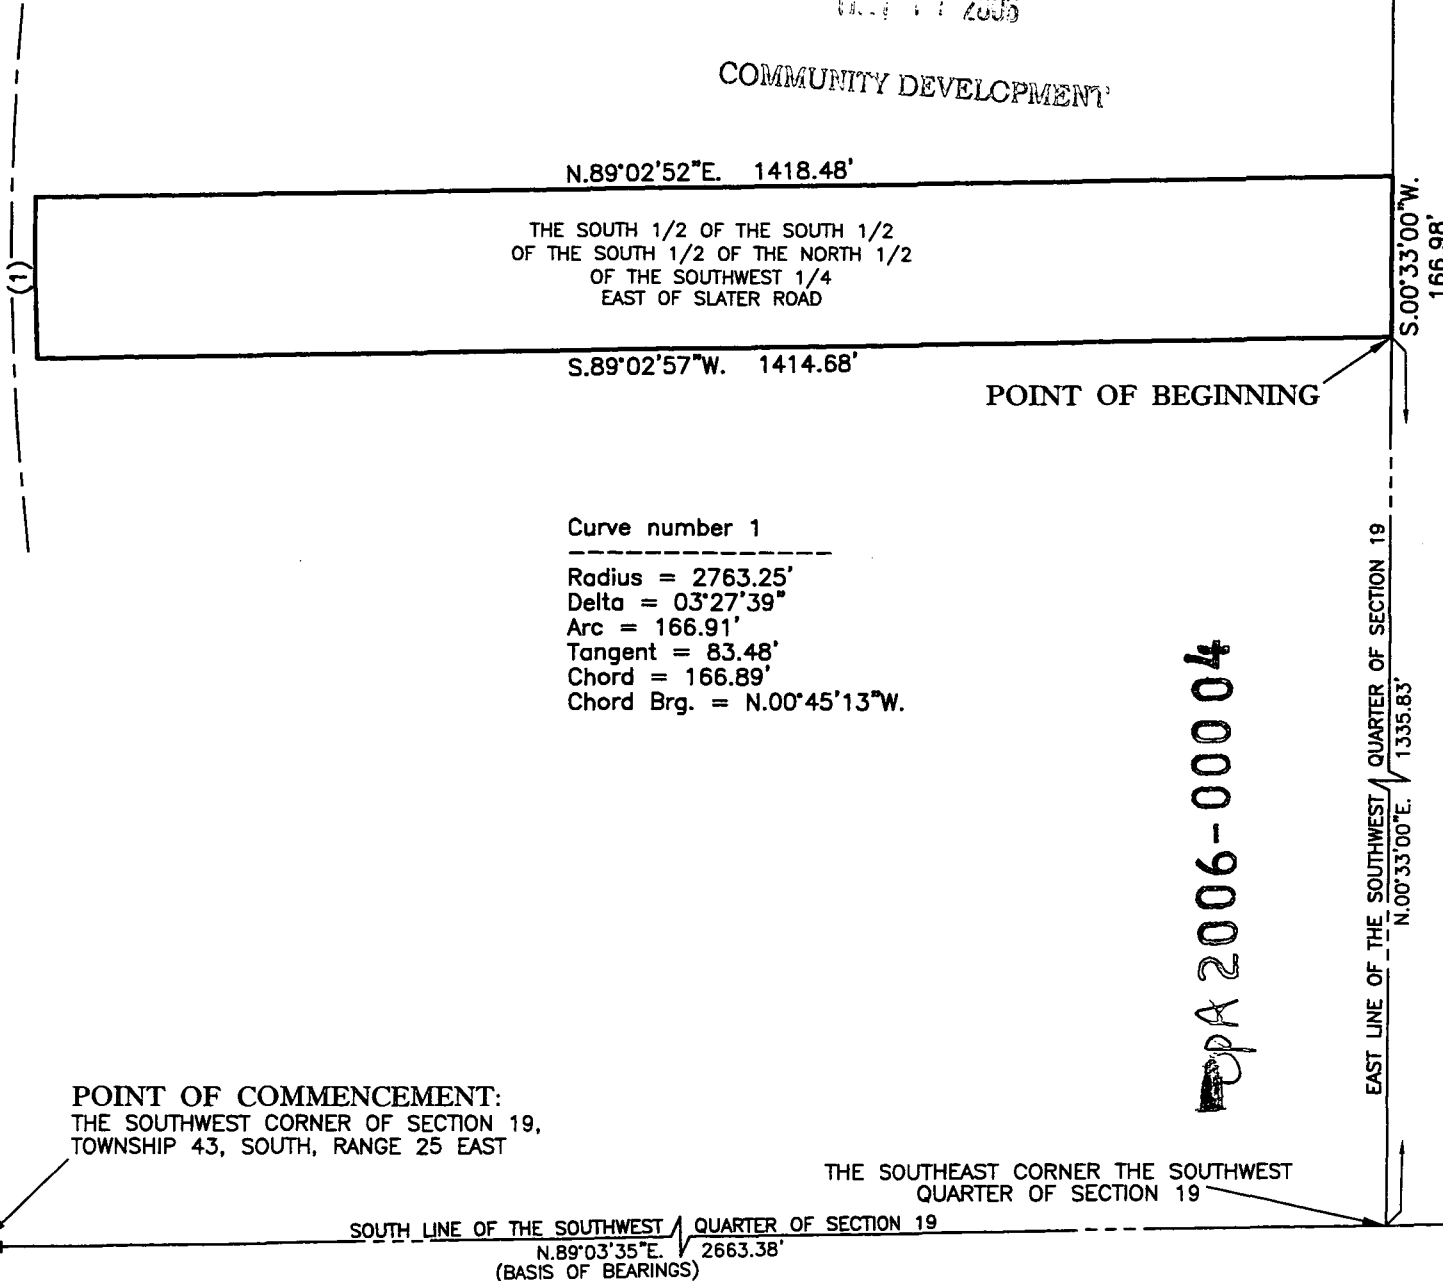 2006
COMMUNITY DEVELOPMENT
N.89°02'52"E. 1418.48'
THE SOUTH 1/2 OF THE SOUTH 1/2
OF THE SOUTH 1/2 OF THE NORTH 1/2
OF THE SOUTHWEST 1/4
EAST OF SLATER ROAD
(1)
S.00°33'00"W.
166.98'
S.89°02'57"W. 1414.68'
POINT OF BEGINNING
Curve number 1
--------------
Radius = 2763.25'
Delta = 03°27'39"
Arc = 166.91'
Tangent = 83.48'
Chord = 166.89'
Chord Brg. = N.00°45'13"W.
2006-00004
EAST LINE OF THE SOUTHWEST QUARTER OF SECTION 19
N.00°33'00"E. 1335.83'
POINT OF COMMENCEMENT:
THE SOUTHWEST CORNER OF SECTION 19,
TOWNSHIP 43, SOUTH, RANGE 25 EAST
THE SOUTHEAST CORNER THE SOUTHWEST
QUARTER OF SECTION 19
SOUTH LINE OF THE SOUTHWEST QUARTER OF SECTION 19
N.89°03'35"E. 2663.38'
(BASIS OF BEARINGS)